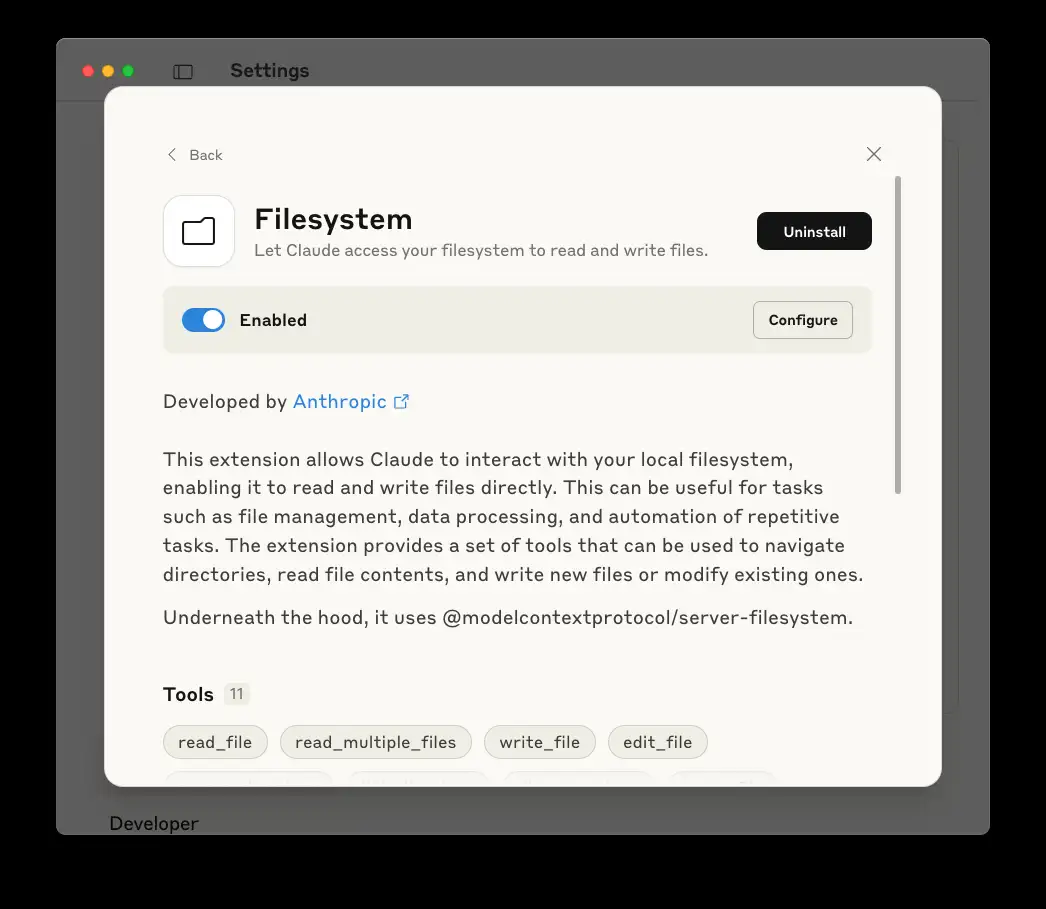 Settings
Back
Filesystem
Let Claude access your filesystem to read and write files.
Uninstall
Enabled
Configure
Developed by Anthropic
This extension allows Claude to interact with your local filesystem,
enabling it to read and write files directly. This can be useful for tasks
such as file management, data processing, and automation of repetitive
tasks. The extension provides a set of tools that can be used to navigate
directories, read file contents, and write new files or modify existing ones.
Underneath the hood, it uses @modelcontextprotocol/server-filesystem.
Tools 11
read_file read_multiple_files write_file edit_file
Developer